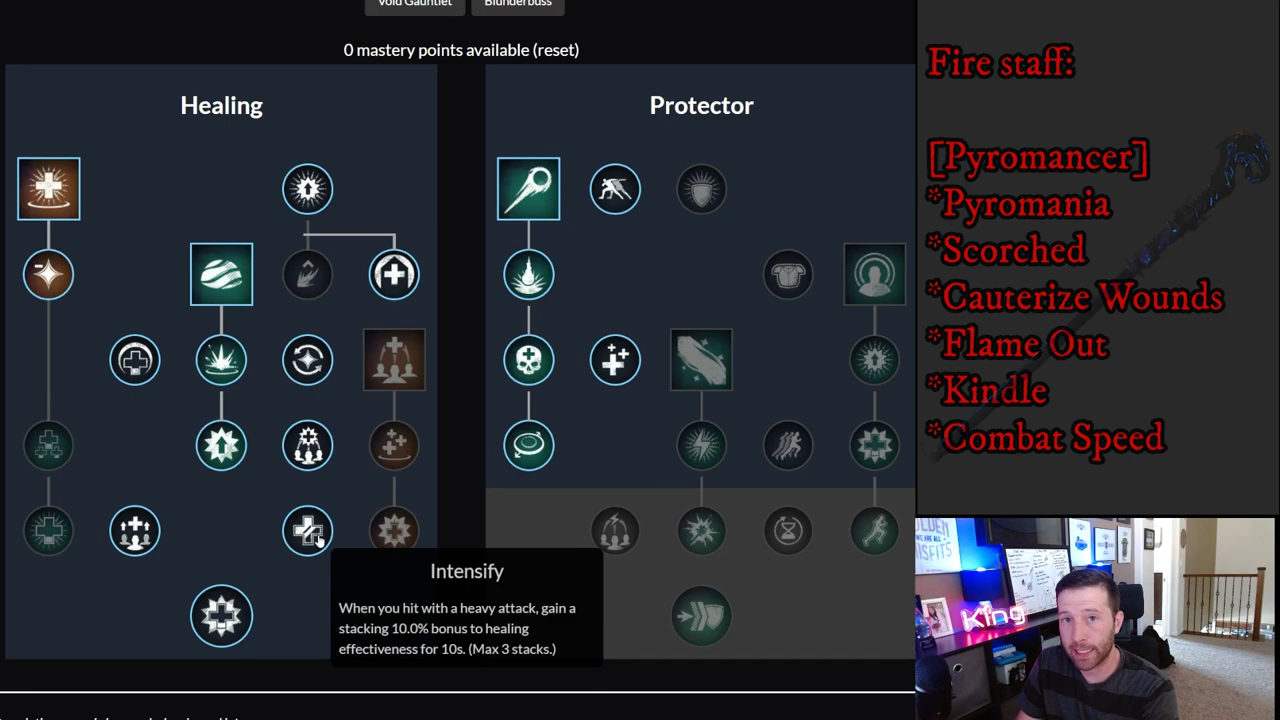 Void Gauntlet
Blunderbuss
0 mastery points available (reset)
Healing
Protector
Intensify
When you hit with a heavy attack, gain a
stacking 10.0% bonus to healing
effectiveness for 10s. (Max 3 stacks.)
Fire staff:
[Pyromancer]
*Pyromania
*Scorched
*Cauterize Wounds
*Flame Out
*Kindle
*Combat Speed
King